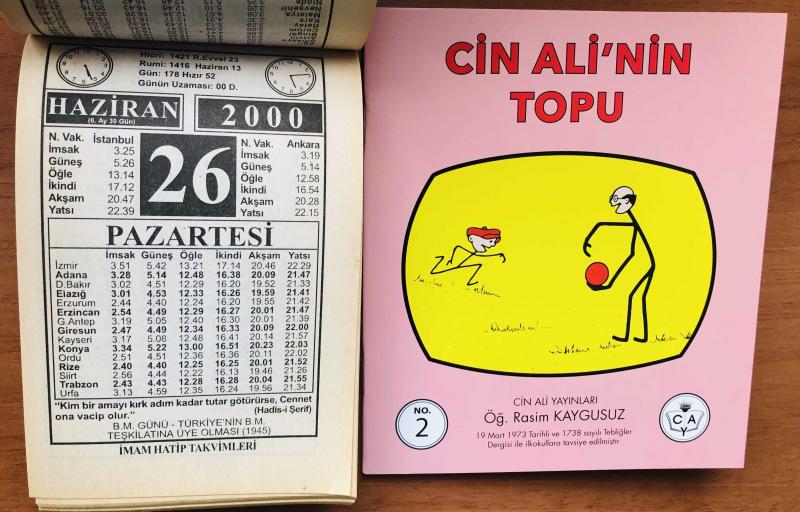 Nevşehir
Niğde
Malatya
Kars
Hatay
Hicri: 1421 R.Evvel 23
Rumi: 1416 Haziran 13
Gün: 178 Hızır 52
Günün Uzaması: 00 D.
HAZİRAN
(6. Ay 30 Gün)
2000
N. Vak. İstanbul
İmsak 3.25
Güneş 5.26
Öğle 13.14
İkindi 17.12
Akşam 20.47
Yatsı 22.39
26
N. Vak. Ankara
İmsak 3.19
Güneş 5.14
Öğle 12.58
İkindi 16.54
Akşam 20.28
Yatsı 22.15
PAZARTESİ
İmsak Güneş Öğle İkindi Akşam Yatsı
İzmir 3.51 5.42 13.21 17.14 20.46 22.29
Adana 3.28 5.14 12.48 16.38 20.09 21.47
D.Bakır 3.02 4.51 12.29 16.20 19.52 21.33
Elazığ 3.01 4.53 12.33 16.26 19.59 21.41
Erzurum 2.44 4.40 12.24 16.20 19.55 21.42
Erzincan 2.54 4.49 12.29 16.27 20.01 21.47
G.Antep 3.19 5.05 12.40 16.30 20.01 21.39
Giresun 2.47 4.49 12.34 16.33 20.09 22.00
Kayseri 3.17 5.08 12.48 16.41 20.14 21.57
Konya 3.34 5.22 13.00 16.51 20.23 22.03
Ordu 2.51 4.51 12.36 16.36 20.11 22.02
Rize 2.40 4.40 12.25 16.25 20.01 21.52
Siirt 2.56 4.44 12.22 16.13 19.46 21.26
Trabzon 2.43 4.43 12.28 16.28 20.04 21.55
Urfa 3.13 4.59 12.35 16.24 19.56 21.34
“Kim bir amayı kırk adım kadar tutar götürürse, Cennet
ona vacip olur.” (Hadis-i Şerif)
B.M. GÜNÜ - TÜRKİYE'NİN B.M.
TEŞKİLATINA ÜYE OLMASI (1945)
İMAM HATİP TAKVİMLERİ
CİN ALİ'NİN
TOPU
CİN ALİ YAYINLARI
Öğ. Rasim KAYGUSUZ
19 Mart 1973 Tarihli ve 1738 sayılı Tebliğler
Dergisi ile ilkokullara tavsiye edilmiştir
NO.
2
C A
Y